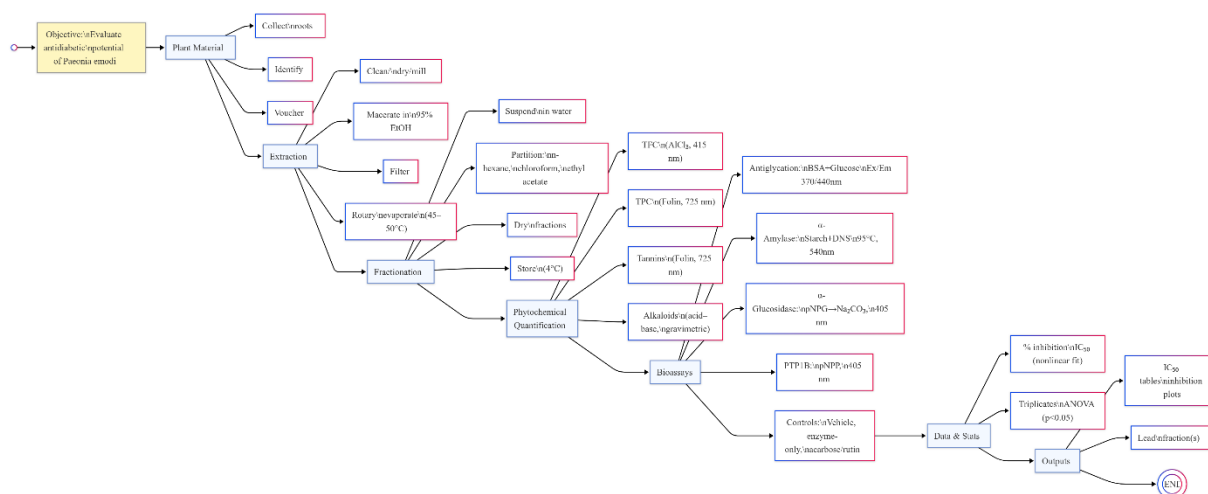 Objective:\nEvaluate
antidiabetic\npotential
of Paeonia emodi
Plant Material
Collect\nroots
Identify
Voucher
Extraction
Clean/\ndry/mill
Macerate in\n95%
EtOH
Filter
Rotary\nevaporate\n(45–
50°C)
Fractionation
Suspend\nin water
Partition:\nn-
hexane,\nchloroform,\nethyl
acetate
Dry\nfractions
Store\n(4°C)
Phytochemical
Quantification
TFC\n(AlCl₃, 415
nm)
TPC\n(Folin, 725 nm)
Tannins\n(Folin, 725
nm)
Alkaloids\n(acid–
base,\ngravimetric)
Bioassays
Antiglycation:\nBSA+Glucose\nEx/Em
370/440nm
α-
Amylase:\nStarch+DNS\n95°C,
540nm
α-
Glucosidase:\npNPG→Na₂CO₃,\n405
nm
PTP1B:\npNPP,\n405
nm
Controls:\nVehicle,
enzyme-
only,\nacarbose/rutin
Data & Stats
% inhibition\nIC₅₀
(nonlinear fit)
Triplicates\nANOVA
(p<0.05)
Outputs
IC₅₀
tables\ninhibition
plots
Lead\nfraction(s)
END